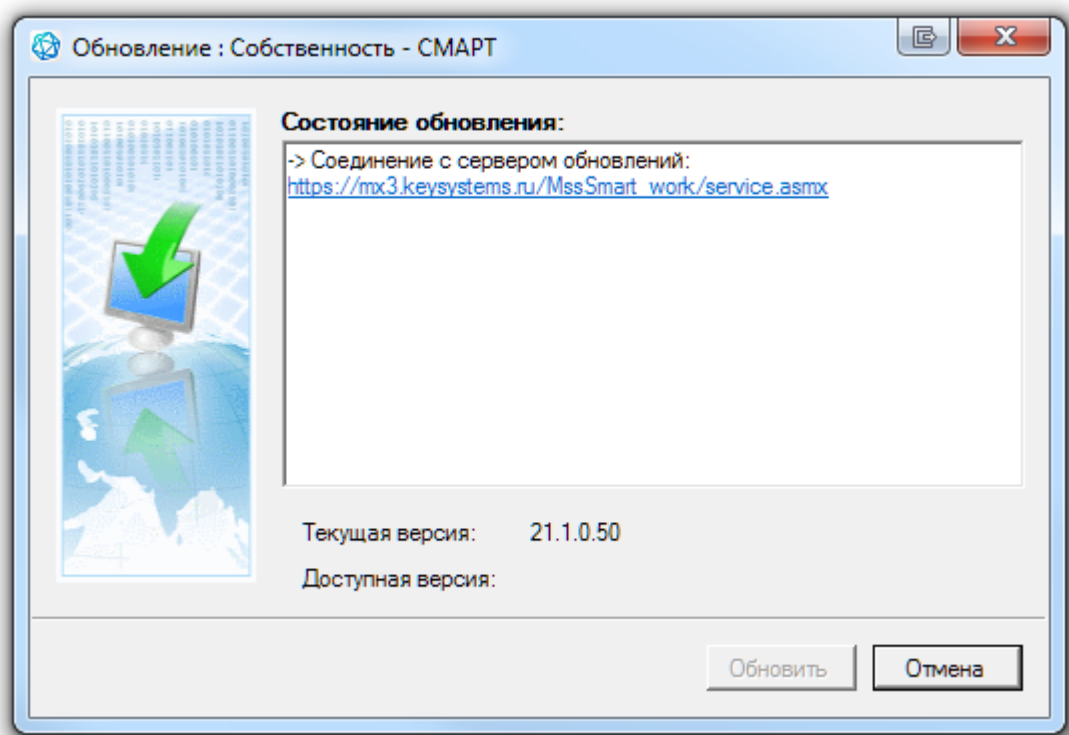 Обновление : Собственность - СМАРТ
Состояние обновления:
-> Соединение с сервером обновлений:
https://mx3.keysystems.ru/MssSmart_work/service.asmx
Текущая версия: 21.1.0.50
Доступная версия:
Обновить Отмена